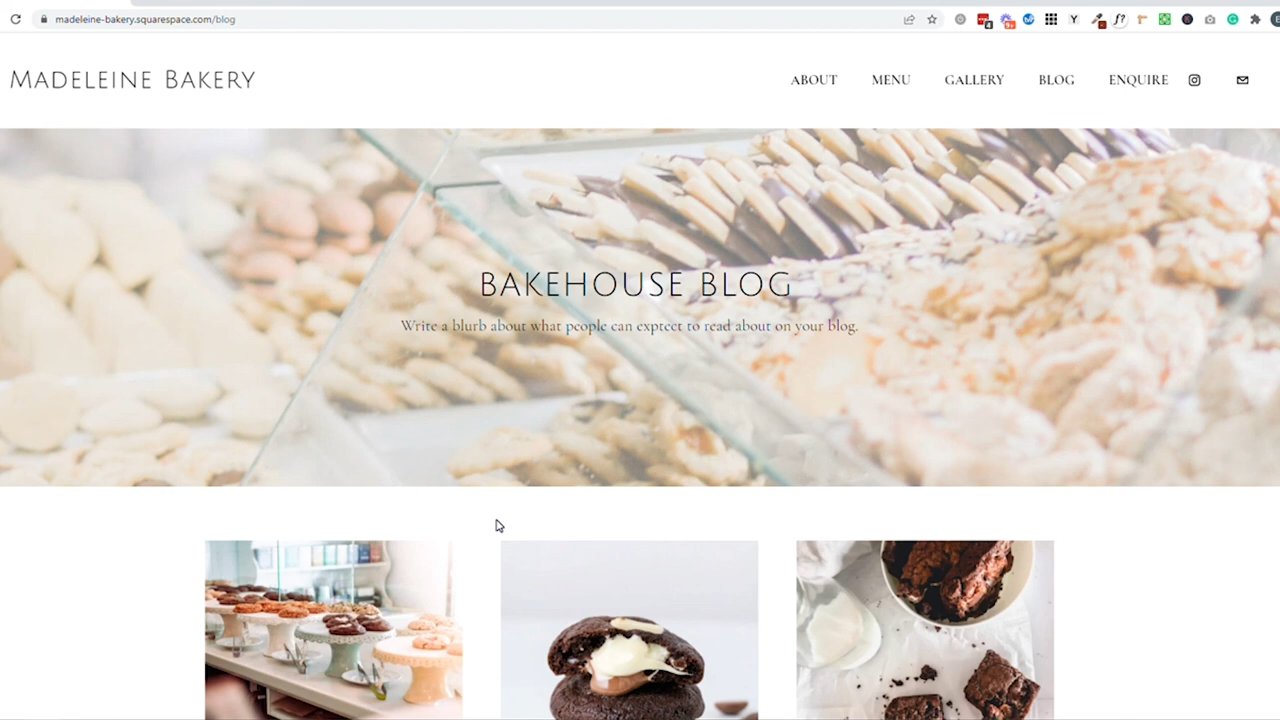 madeleine-bakery.squarespace.com/blog
MADELEINE BAKERY
ABOUT MENU GALLERY BLOG ENQUIRE
BAKEHOUSE BLOG
Write a blurb about what people can exptect to read about on your blog.